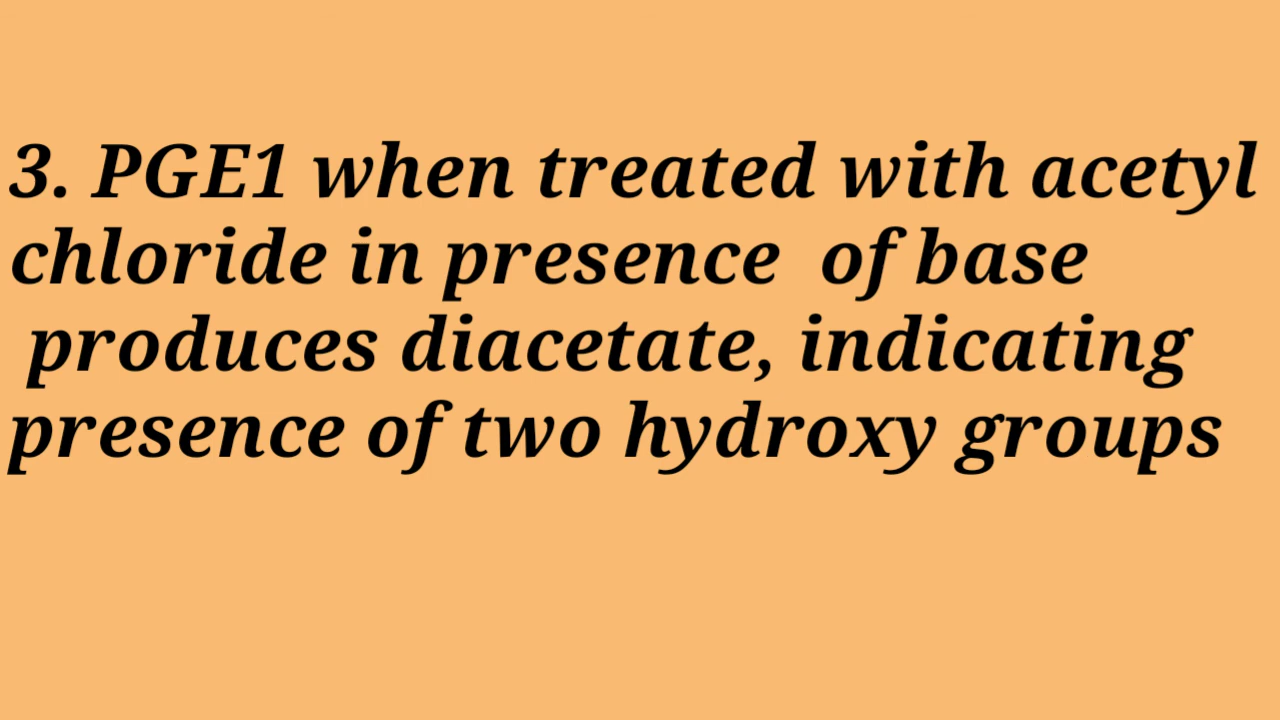 3. PGE1 when treated with acetyl
chloride in presence of base
produces diacetate, indicating
presence of two hydroxy groups